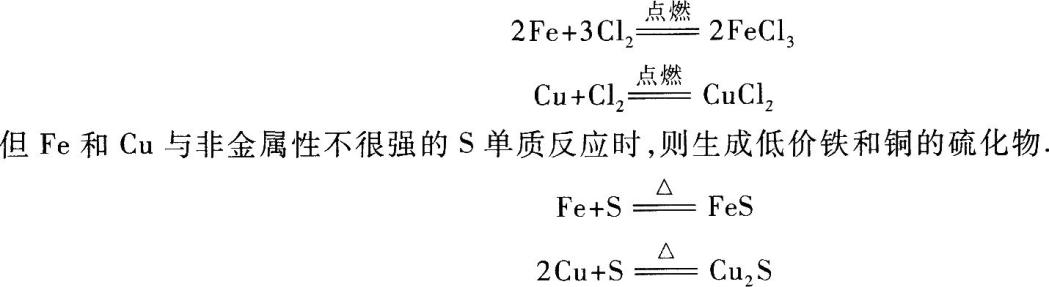 2Fe+3Cl₂ ==点燃== 2FeCl₃
Cu+Cl₂ ==点燃== CuCl₂
但 Fe 和 Cu 与非金属性不很强的 S 单质反应时,则生成低价铁和铜的硫化物.
Fe+S ==△== FeS
2Cu+S ==△== Cu₂S